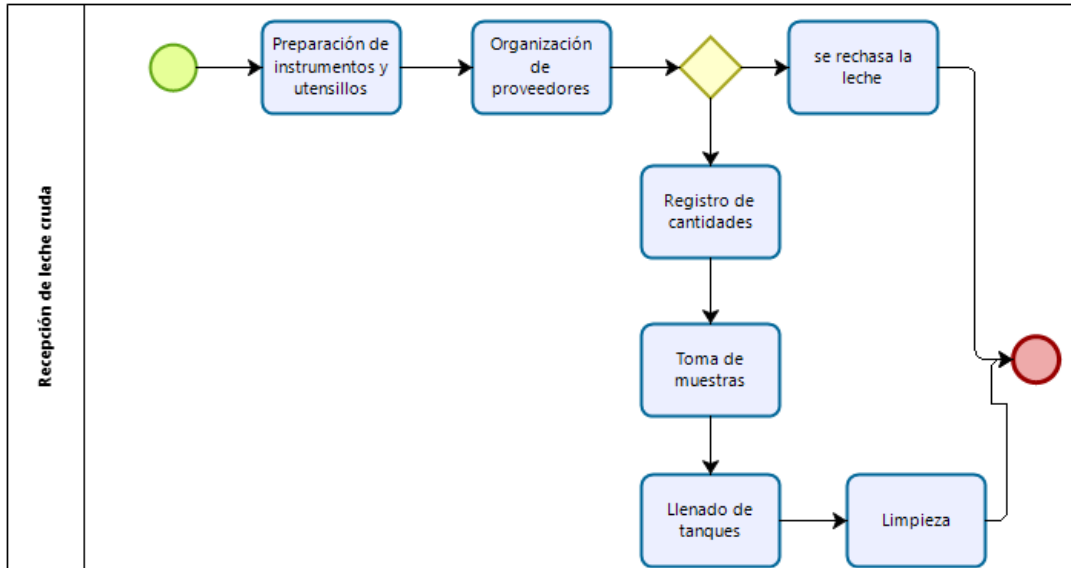 Recepción de leche cruda
Preparación de
instrumentos y
utensillos
Organización
de
proveedores
se rechasa la
leche
Registro de
cantidades
Toma de
muestras
Llenado de
tanques
Limpieza